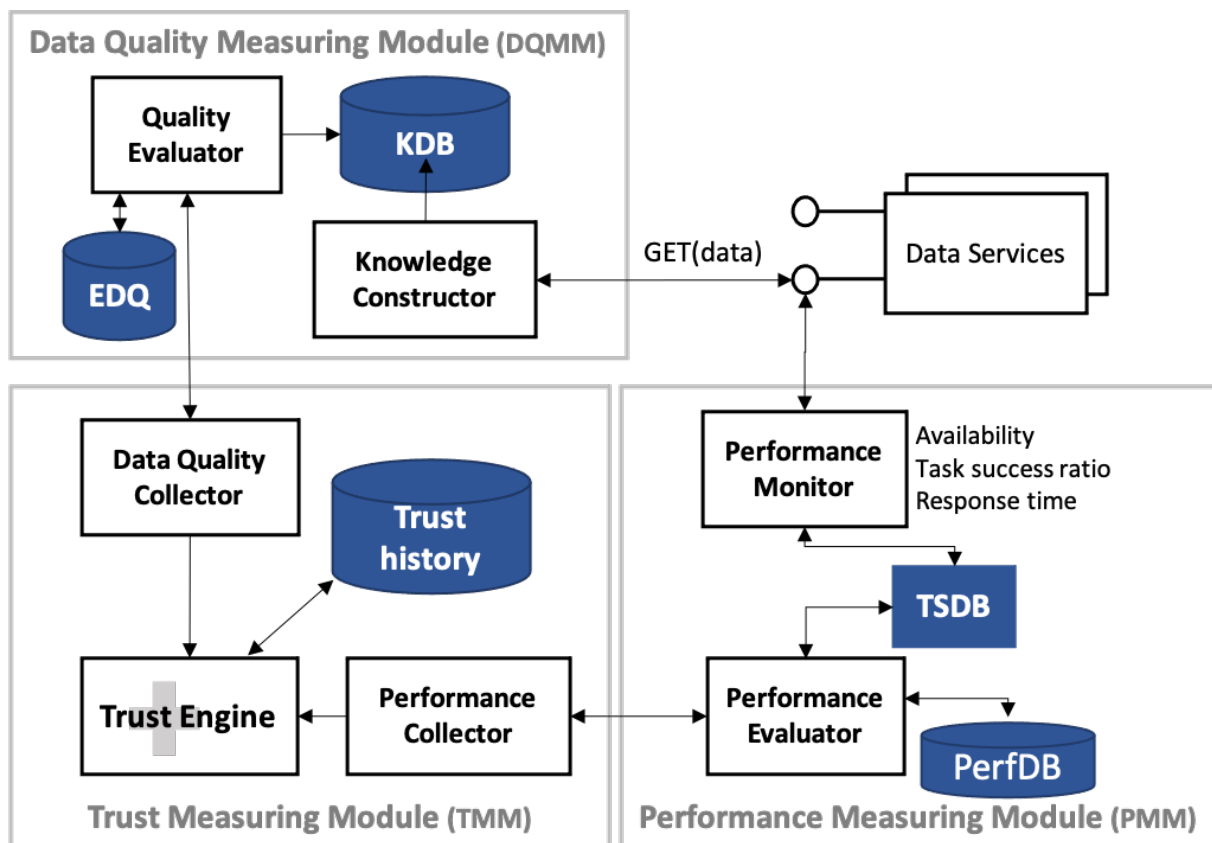 Data Quality Measuring Module (DQMM)
Quality
Evaluator
KDB
EDQ
Knowledge
Constructor
GET(data)
Data Services
Data Quality
Collector
Trust
history
Trust Engine
Performance
Collector
Trust Measuring Module (TMM)
Performance
Monitor
Availability
Task success ratio
Response time
TSDB
Performance
Evaluator
PerfDB
Performance Measuring Module (PMM)